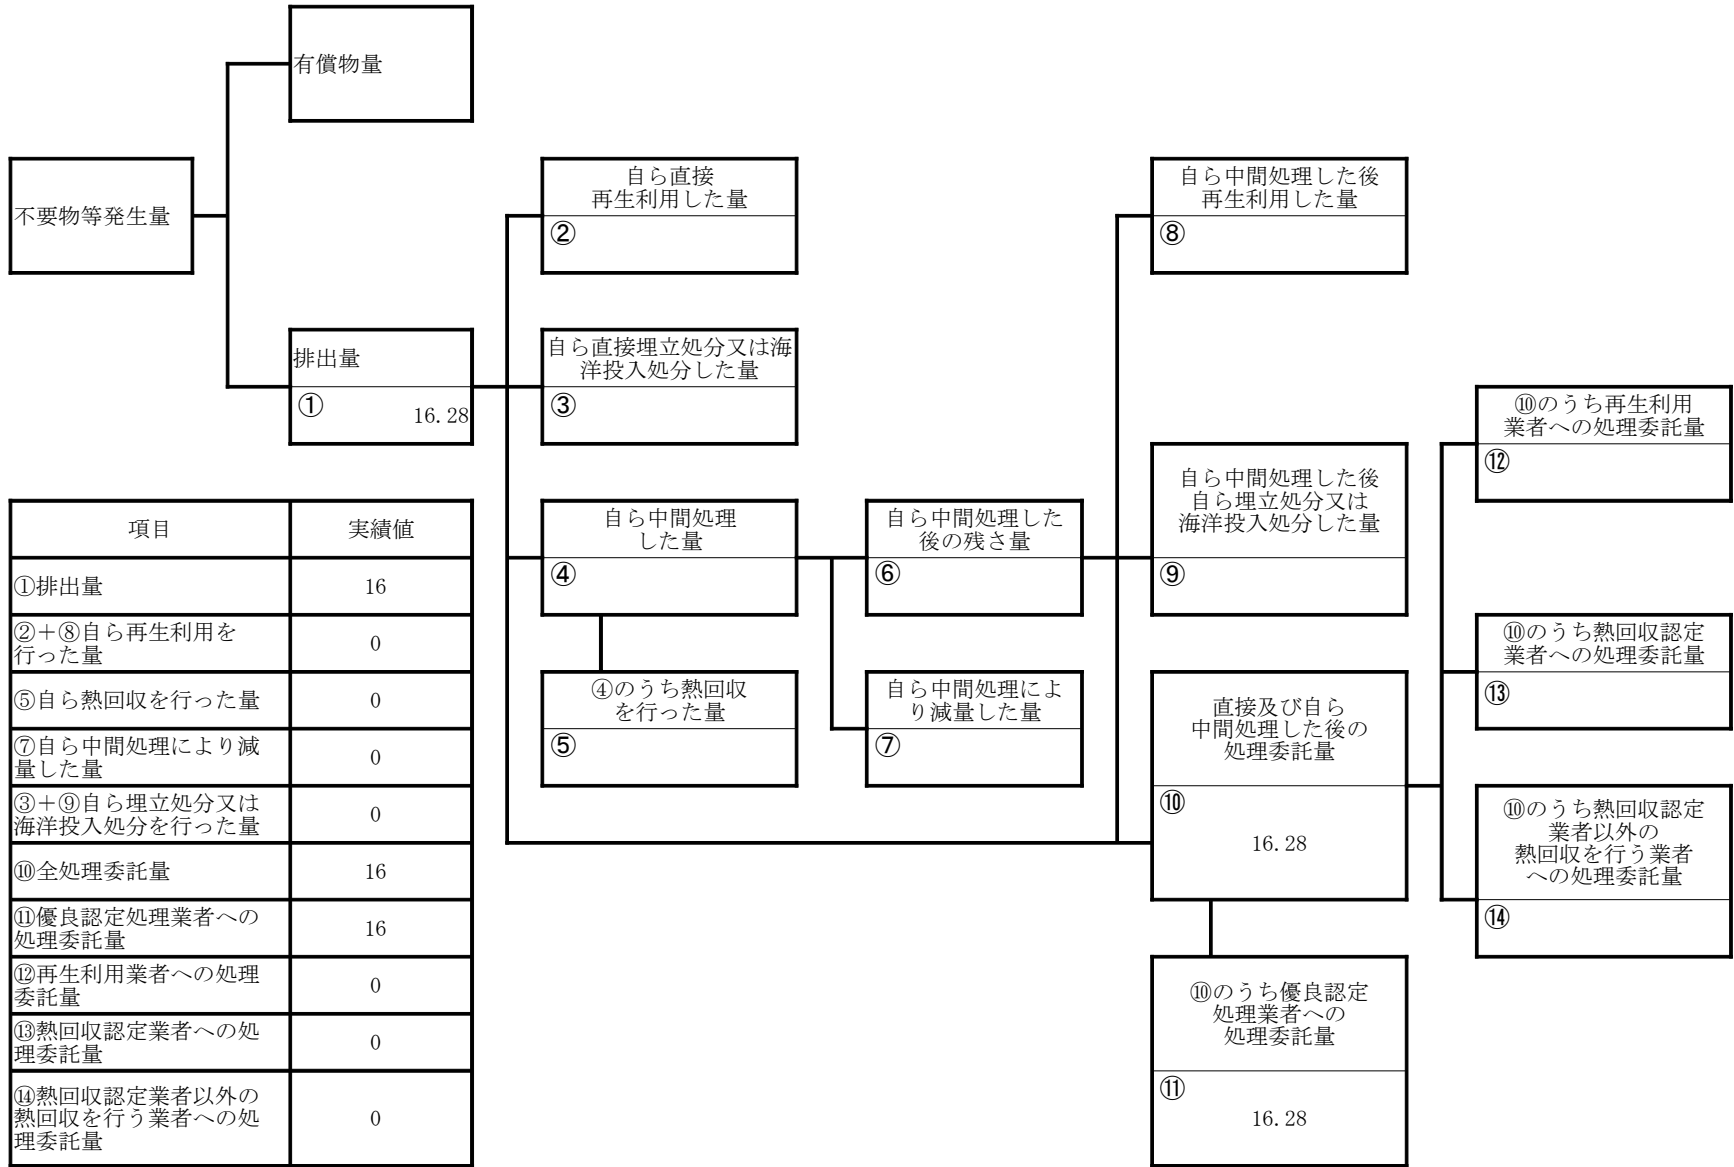 有償物量
不要物等発生量
自ら直接
再生利用した量
②
自ら中間処理した後
再生利用した量
⑧
排出量
① 16.28
自ら直接埋立処分又は海
洋投入処分した量
③
⑩のうち再生利用
業者への処理委託量
⑫
自ら中間処理
した量
④
自ら中間処理した
後の残さ量
⑥
自ら中間処理した後
自ら埋立処分又は
海洋投入処分した量
⑨
⑩のうち熱回収認定
業者への処理委託量
⑬
④のうち熱回収
を行った量
⑤
自ら中間処理によ
り減量した量
⑦
直接及び自ら
中間処理した後の
処理委託量
⑩
16.28
⑩のうち熱回収認定
業者以外の
熱回収を行う業者
への処理委託量
⑭
⑩のうち優良認定
処理業者への
処理委託量
⑪
16.28
項目 実績値
①排出量 16
②+⑧自ら再生利用を
行った量 0
⑤自ら熱回収を行った量 0
⑦自ら中間処理により減
量した量 0
③+⑨自ら埋立処分又は
海洋投入処分を行った量 0
⑩全処理委託量 16
⑪優良認定処理業者への
処理委託量 16
⑫再生利用業者への処理
委託量 0
⑬熱回収認定業者への処
理委託量 0
⑭熱回収認定業者以外の
熱回収を行う業者への処
理委託量 0